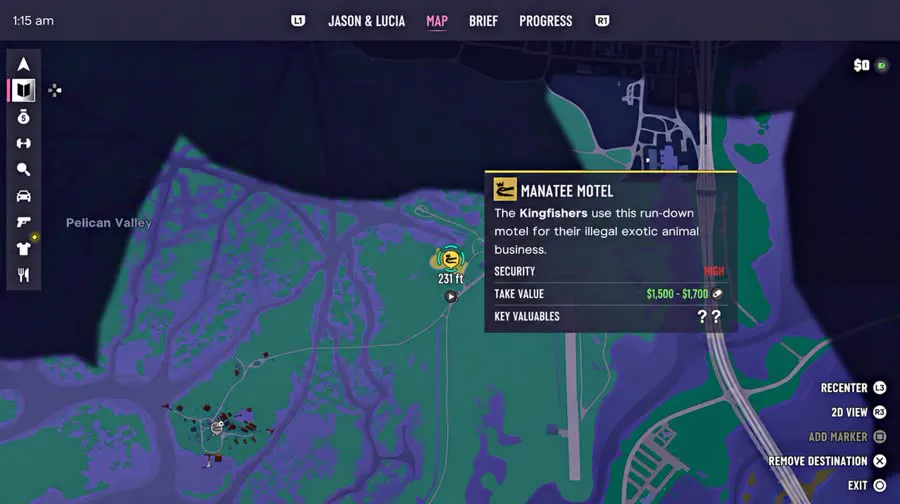 1:15 am
L1 JASON & LUCIA MAP BRIEF PROGRESS R1
$0
Pelican Valley
MANATEE MOTEL
The Kingfishers use this run-down
motel for their illegal exotic animal
business.
SECURITY HIGH
TAKE VALUE $1,500 - $1,700
KEY VALUABLES ??
231 ft
RECENTER L3
2D VIEW R3
ADD MARKER
REMOVE DESTINATION
EXIT